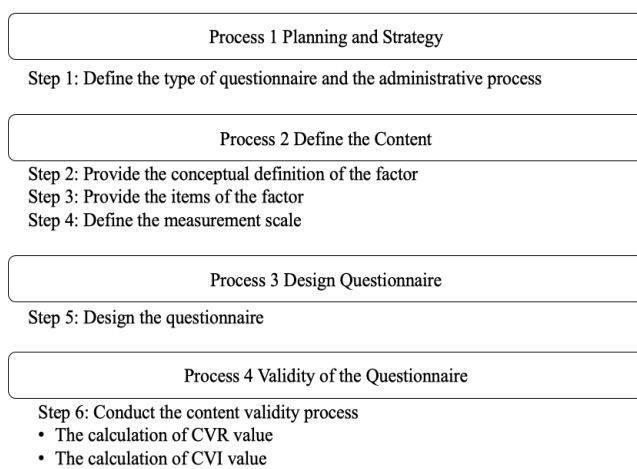 Process 1 Planning and Strategy
Step 1: Define the type of questionnaire and the administrative process
Process 2 Define the Content
Step 2: Provide the conceptual definition of the factor
Step 3: Provide the items of the factor
Step 4: Define the measurement scale
Process 3 Design Questionnaire
Step 5: Design the questionnaire
Process 4 Validity of the Questionnaire
Step 6: Conduct the content validity process
• The calculation of CVR value
• The calculation of CVI value